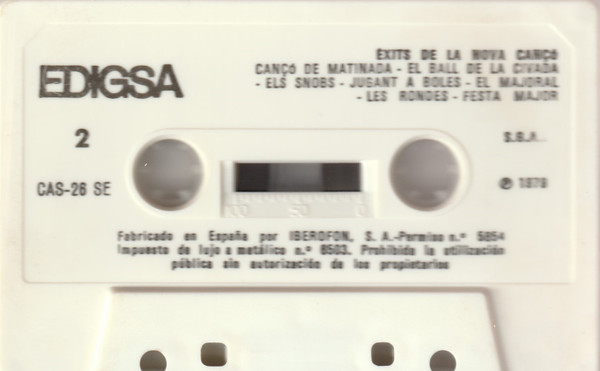 EDIGSA
ÈXITS DE LA NOVA CANÇÓ
CANÇÓ DE MATINADA - EL BALL DE LA CIVADA
- ELS SNOBS - JUGANT A BOLES - EL MAJORAL
- LES RONDES - FESTA MAJOR
2
S.G.A.
CAS-26 SE
℗ 1976
100 50 0
Fabricado en España por IBEROFON, S. A.-Permiso n.º 5854
Impuesto de lujo a metálico n.º 8503. Prohibida la utilización
pública sin autorización de los propietarios